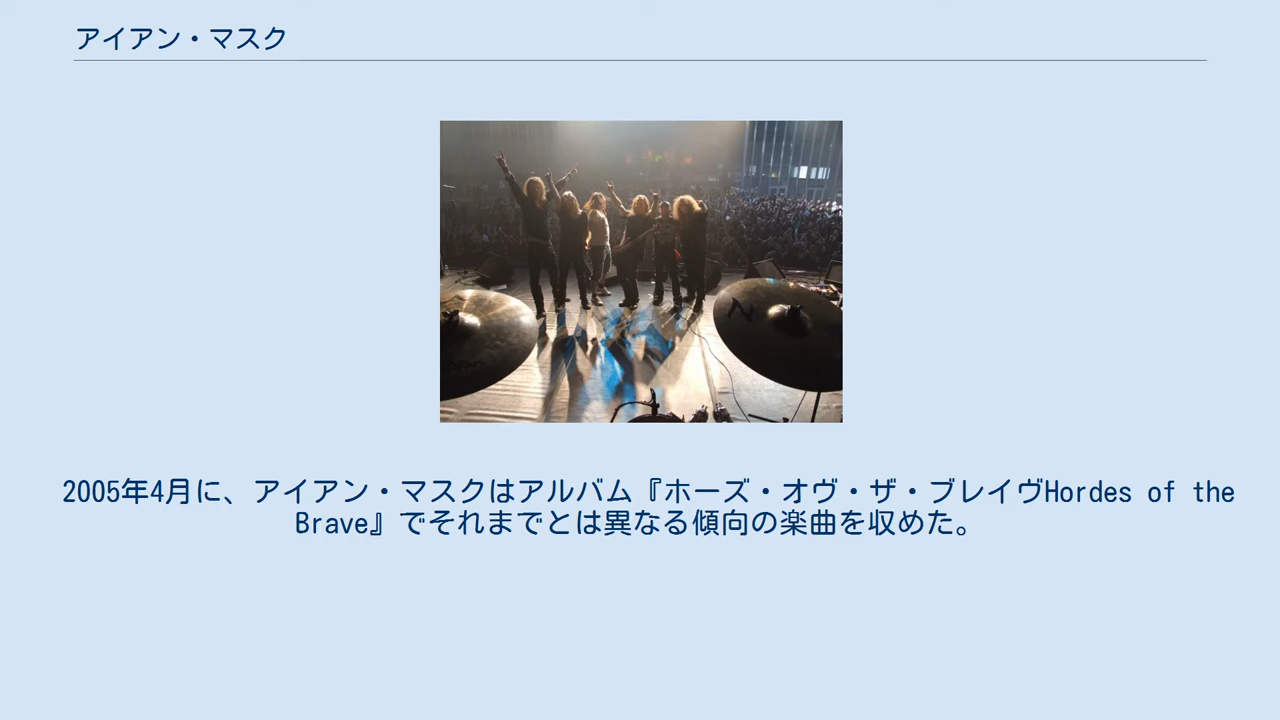 アイアン・マスク
2005年4月に、アイアン・マスクはアルバム『ホーズ・オヴ・ザ・ブレイヴHordes of the
Brave』でそれまでとは異なる傾向の楽曲を収めた。